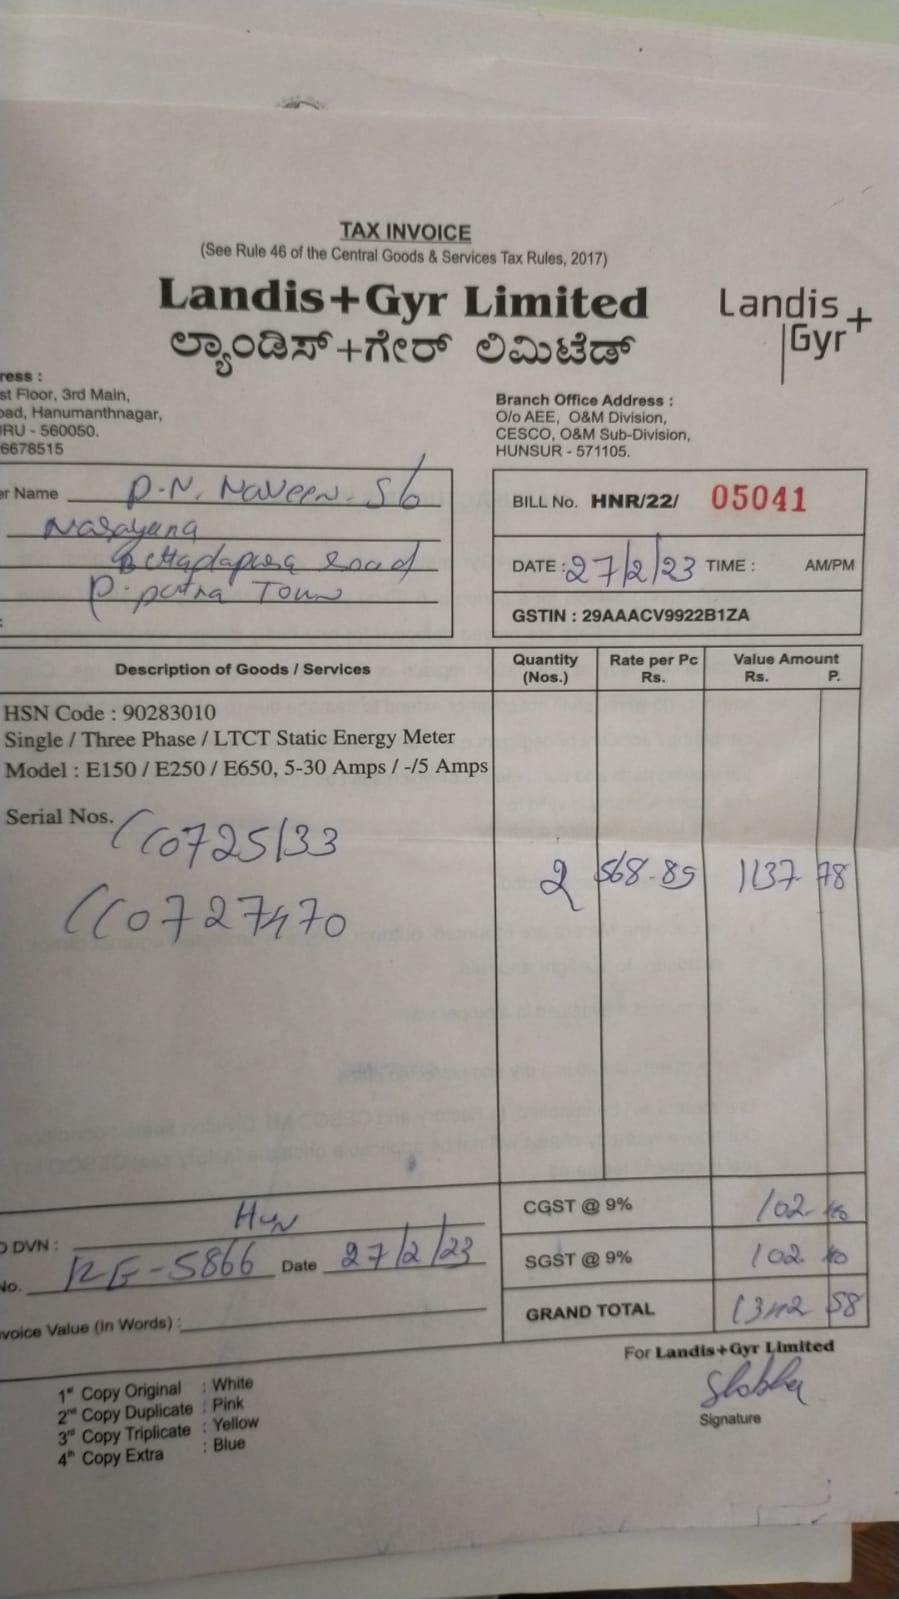 TAX INVOICE
(See Rule 46 of the Central Goods & Services Tax Rules, 2017)
Landis+Gyr Limited
ಲ್ಯಾಂಡಿಸ್+ಗೇರ್ ಲಿಮಿಟೆಡ್
Landis+
Gyr
ress :
st Floor, 3rd Main,
oad, Hanumanthnagar,
RU - 560050.
6678515
Branch Office Address :
O/o AEE, O&M Division,
CESCO, O&M Sub-Division,
HUNSUR - 571105.
er Name P.N. Naveen S/o
Narayana
Bettadapura Road
P. patna Town
BILL No. HNR/22/ 05041
DATE : 27/2/23 TIME : AM/PM
GSTIN : 29AAACV9922B1ZA
Description of Goods / Services Quantity (Nos.) Rate per Pc Rs. Value Amount Rs. P.
HSN Code : 90283010
Single / Three Phase / LTCT Static Energy Meter
Model : E150 / E250 / E650, 5-30 Amps / -/5 Amps
Serial Nos. CC0725133
CC0727470
2 568.89 1137 78
CGST @ 9% 102 40
SGST @ 9% 102 40
GRAND TOTAL 1342 58
O DVN : Hun
No. RE-5866 Date 27/2/23
nvoice Value (In Words) :
For Landis+Gyr Limited
Signature
1st Copy Original : White
2nd Copy Duplicate : Pink
3rd Copy Triplicate : Yellow
4th Copy Extra : Blue